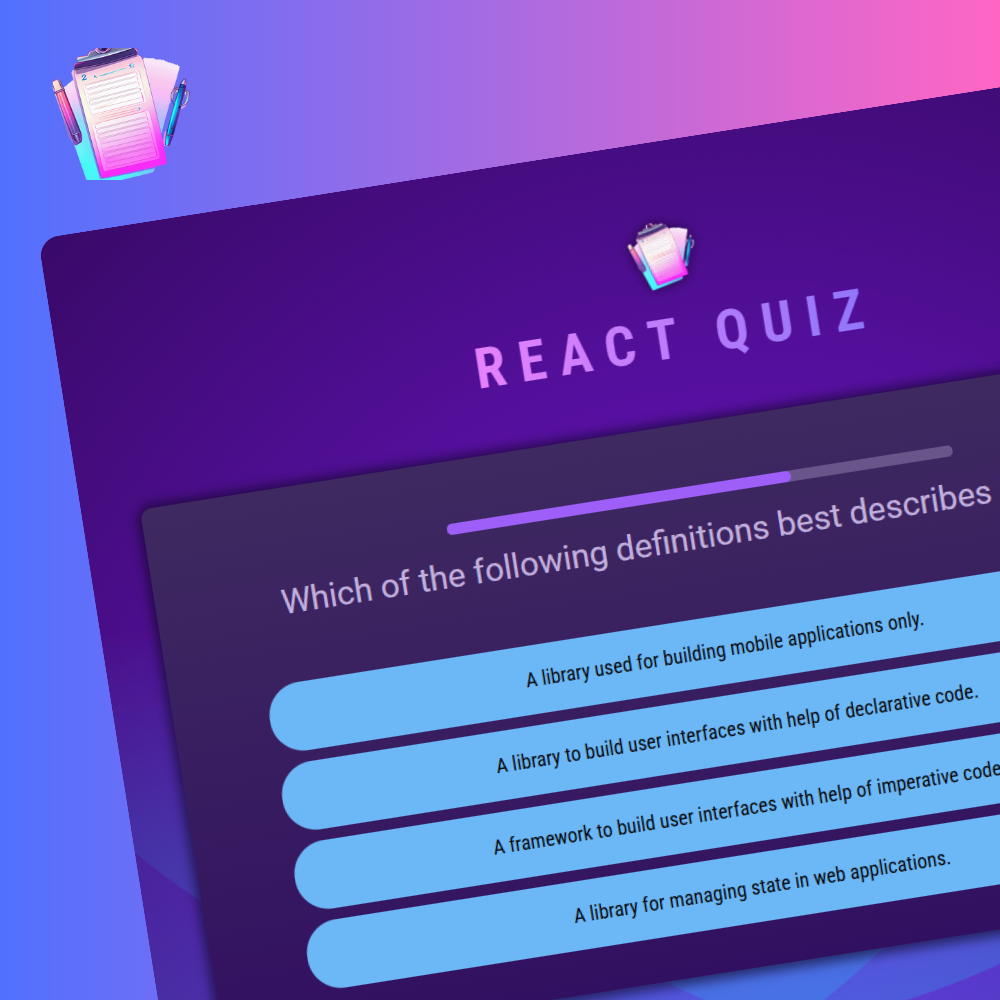 REACT QUIZ
Which of the following definitions best describes
A library used for building mobile applications only.
A library to build user interfaces with help of declarative code.
A framework to build user interfaces with help of imperative code
A library for managing state in web applications.